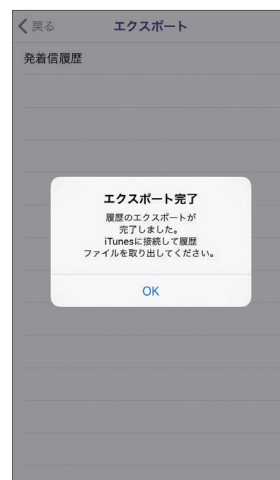 戻る エクスポート
発着信履歴
エクスポート完了
履歴のエクスポートが
完了しました。
iTunesに接続して履歴
ファイルを取り出してください。
OK